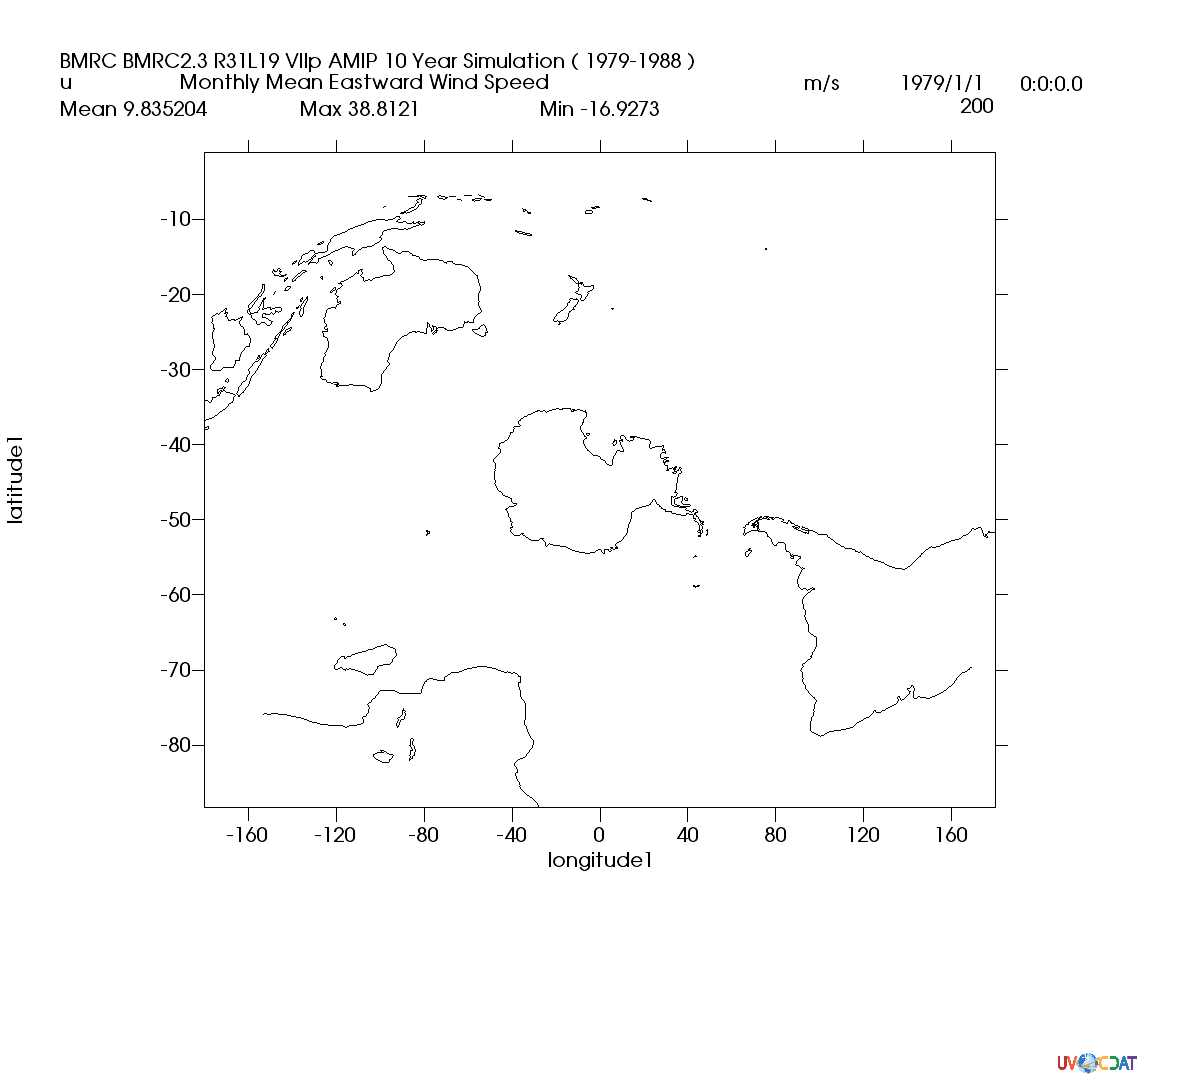 BMRC BMRC2.3 R31L19 VIIp AMIP 10 Year Simulation ( 1979-1988 )
u Monthly Mean Eastward Wind Speed m/s 1979/1/1 0:0:0.0
Mean 9.835204 Max 38.8121 Min -16.9273 200
-10
-20
-30
-40
-50
-60
-70
-80
latitude1
-160 -120 -80 -40 0 40 80 120 160
longitude1
UVCDAT